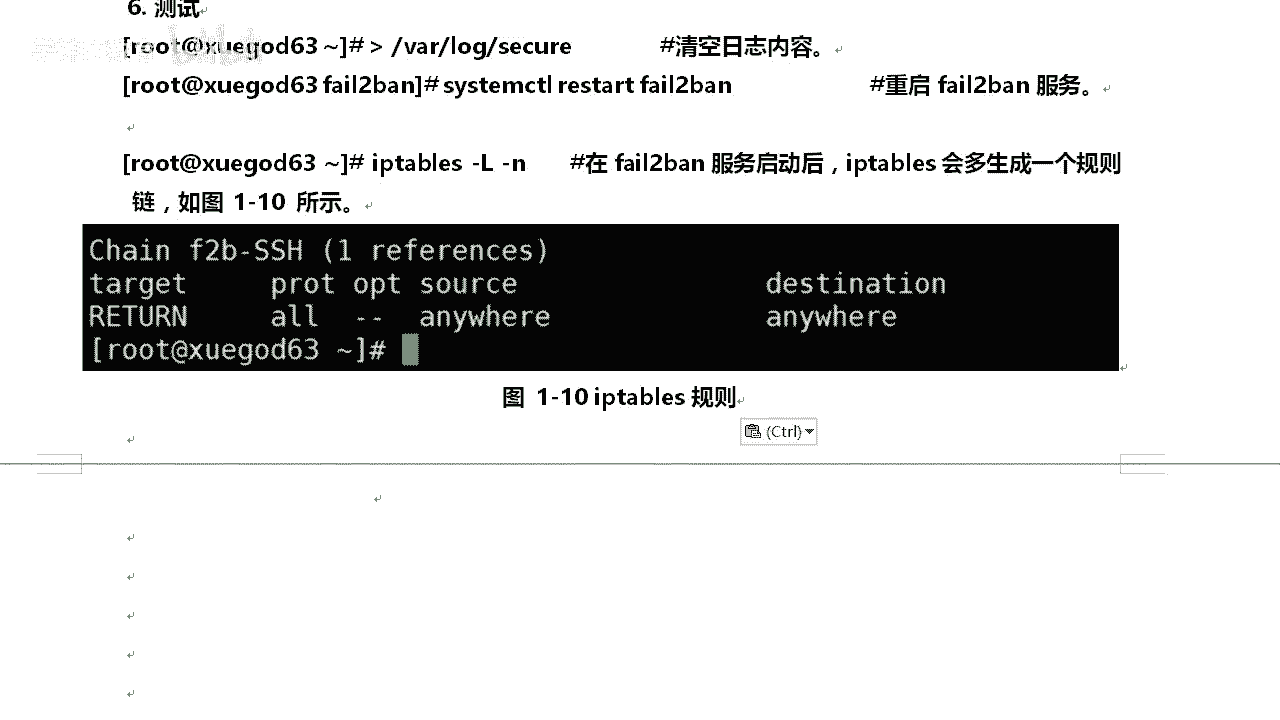 6. 测试
[root@xuegod63 ~]# > /var/log/secure #清空日志内容。
[root@xuegod63 fail2ban]# systemctl restart fail2ban #重启 fail2ban 服务。
[root@xuegod63 ~]# iptables -L -n #在 fail2ban 服务启动后，iptables 会多生成一个规则
链，如图 1-10 所示。
Chain f2b-SSH (1 references)
target prot opt source destination
RETURN all -- anywhere anywhere
[root@xuegod63 ~]#
图 1-10 iptables 规则
(Ctrl)